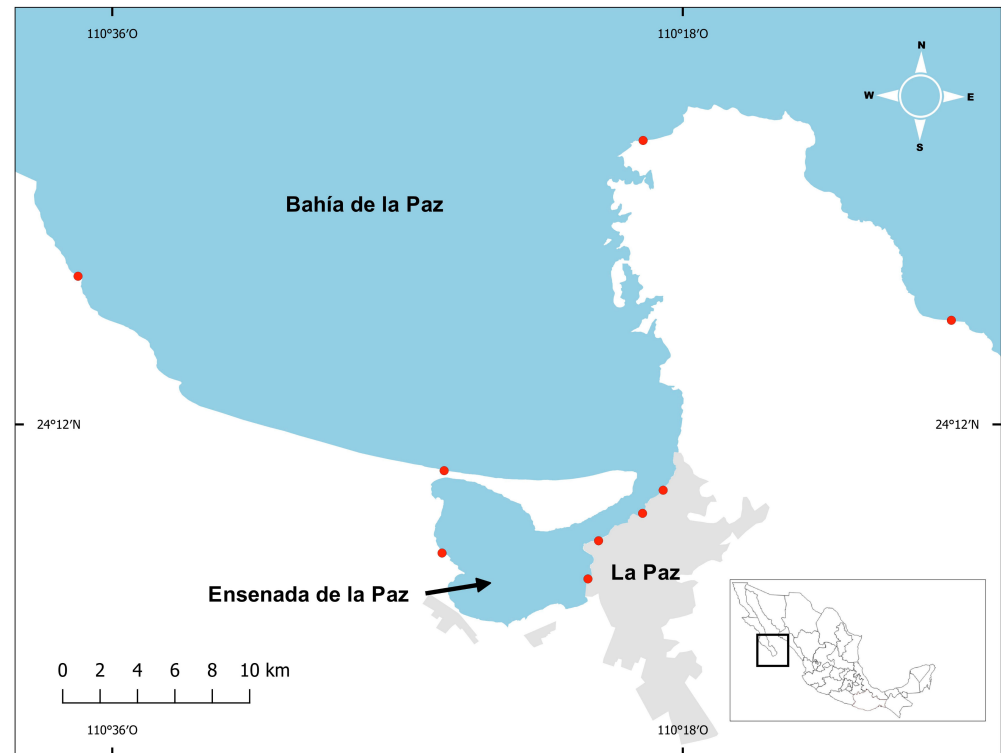 110°36'O
110°18'O
N
W
E
S
Bahía de la Paz
24°12'N
24°12'N
La Paz
Ensenada de la Paz
0 2 4 6 8 10 km
110°36'O
110°18'O